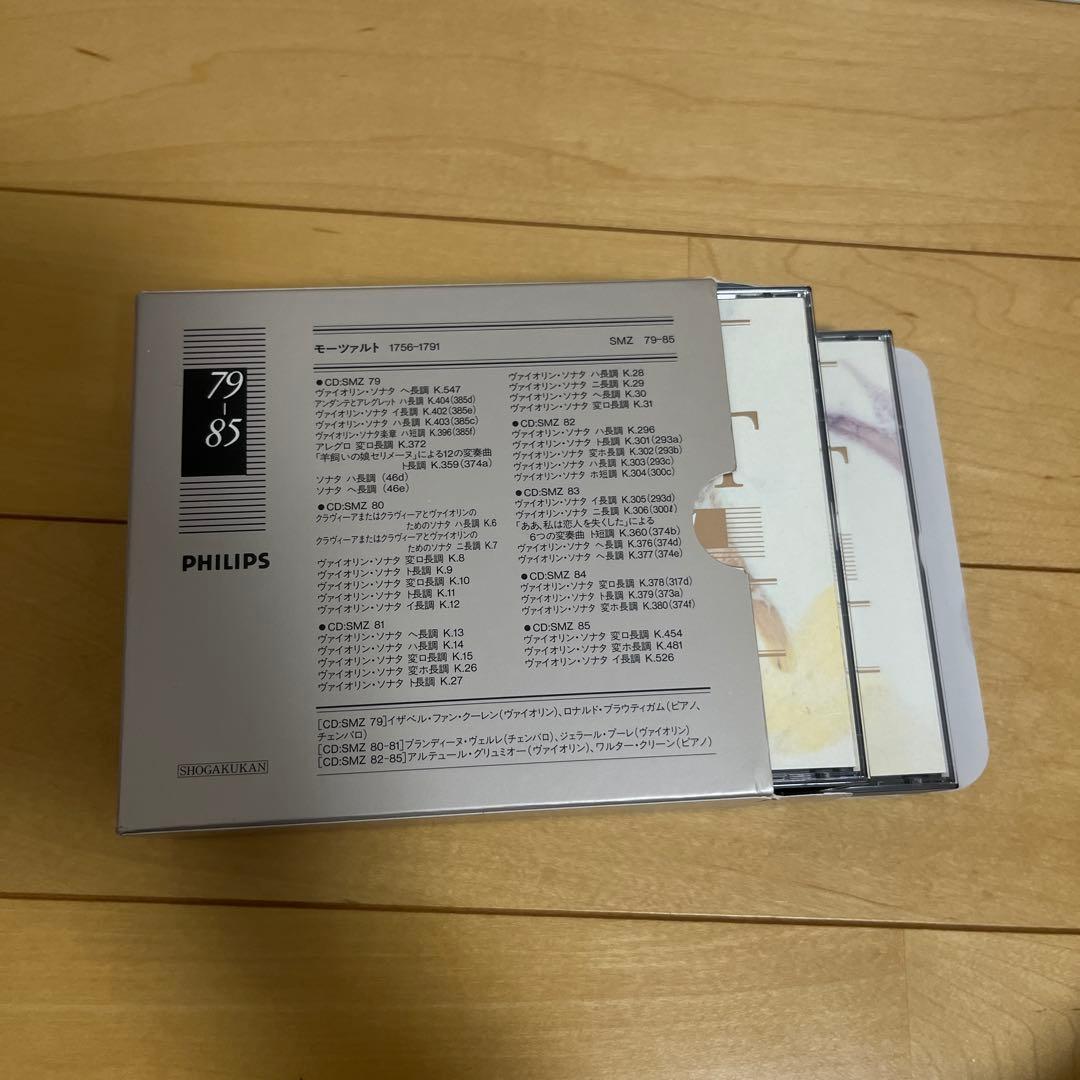 79
-
85
PHILIPS
SHOGAKUKAN
モーツァルト 1756-1791
SMZ 79-85
●CD:SMZ 79
ヴァイオリン・ソナタ ヘ長調 K.547
アンダンテとアレグレット ハ長調 K.404(385d)
ヴァイオリン・ソナタ イ長調 K.402(385e)
ヴァイオリン・ソナタ ハ長調 K.403(385c)
ヴァイオリン・ソナタ楽章 ハ短調 K.396(385f)
アレグロ 変ロ長調 K.372
「羊飼いの娘セリメーヌ」による12の変奏曲
ト長調 K.359(374a)
ソナタ ハ長調 (46d)
ソナタ ヘ長調 (46e)
●CD:SMZ 80
クラヴィーアまたはクラヴィーアとヴァイオリンの
ためのソナタ ハ長調 K.6
クラヴィーアまたはクラヴィーアとヴァイオリンの
ためのソナタ ニ長調 K.7
ヴァイオリン・ソナタ 変ロ長調 K.8
ヴァイオリン・ソナタ ト長調 K.9
ヴァイオリン・ソナタ 変ロ長調 K.10
ヴァイオリン・ソナタ ト長調 K.11
ヴァイオリン・ソナタ イ長調 K.12
●CD:SMZ 81
ヴァイオリン・ソナタ ヘ長調 K.13
ヴァイオリン・ソナタ ハ長調 K.14
ヴァイオリン・ソナタ 変ロ長調 K.15
ヴァイオリン・ソナタ 変ホ長調 K.26
ヴァイオリン・ソナタ ト長調 K.27
ヴァイオリン・ソナタ ハ長調 K.28
ヴァイオリン・ソナタ ニ長調 K.29
ヴァイオリン・ソナタ ヘ長調 K.30
ヴァイオリン・ソナタ 変ロ長調 K.31
●CD:SMZ 82
ヴァイオリン・ソナタ ハ長調 K.296
ヴァイオリン・ソナタ ト長調 K.301(293a)
ヴァイオリン・ソナタ 変ホ長調 K.302(293b)
ヴァイオリン・ソナタ ハ長調 K.303(293c)
ヴァイオリン・ソナタ ホ短調 K.304(300c)
●CD:SMZ 83
ヴァイオリン・ソナタ イ長調 K.305(293d)
ヴァイオリン・ソナタ ニ長調 K.306(300ℓ)
「ああ、私は恋人を失くした」による
6つの変奏曲 ト短調 K.360(374b)
ヴァイオリン・ソナタ ヘ長調 K.376(374d)
ヴァイオリン・ソナタ ヘ長調 K.377(374e)
●CD:SMZ 84
ヴァイオリン・ソナタ 変ロ長調 K.378(317d)
ヴァイオリン・ソナタ ト長調 K.379(373a)
ヴァイオリン・ソナタ 変ホ長調 K.380(374f)
●CD:SMZ 85
ヴァイオリン・ソナタ 変ロ長調 K.454
ヴァイオリン・ソナタ 変ホ長調 K.481
ヴァイオリン・ソナタ イ長調 K.526
[CD:SMZ 79]イザベル・ファン・クーレン(ヴァイオリン)、ロナルド・ブラウティガム(ピアノ、
チェンバロ)
[CD:SMZ 80-81]ブランディーヌ・ヴェルレ(チェンバロ)、ジェラール・プーレ(ヴァイオリン)
[CD:SMZ 82-85]アルテュール・グリュミオー(ヴァイオリン)、ワルター・クリーン(ピアノ)